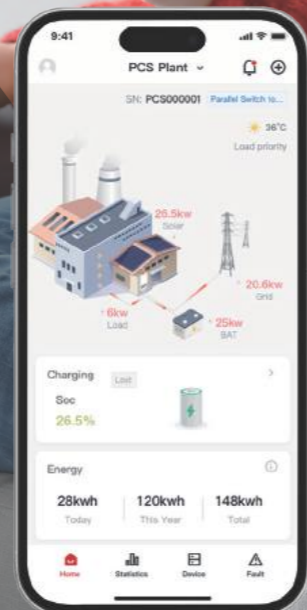 9:41
PCS Plant
SN: PCS000001 Parallel Switch to...
36°C
Load priority
26.5kw
Solar
20.6kw
Grid
6kw
Load
25kw
BAT
Charging Lost
Soc
26.5%
Energy
28kwh 120kwh 148kwh
Today This Year Total
Home Statistics Device Fault